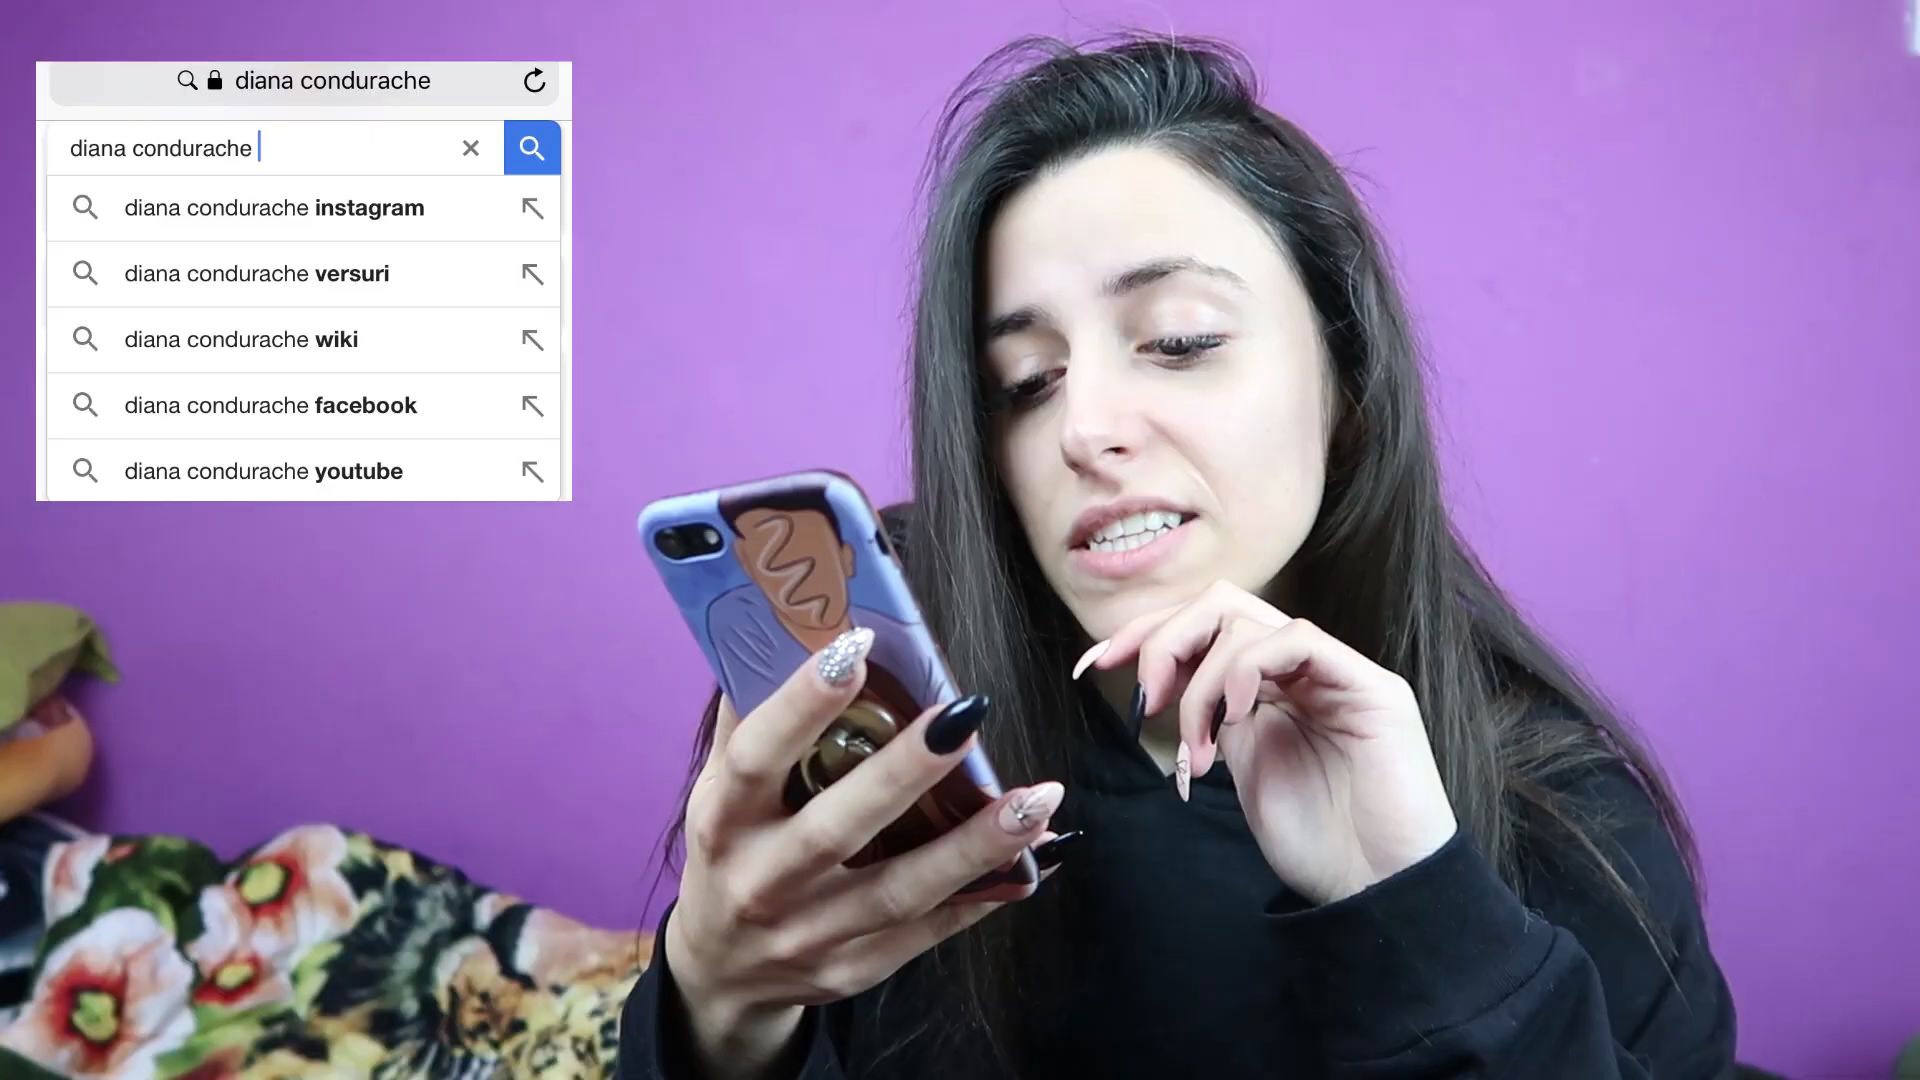 diana condurache
diana condurache
diana condurache instagram
diana condurache versuri
diana condurache wiki
diana condurache facebook
diana condurache youtube